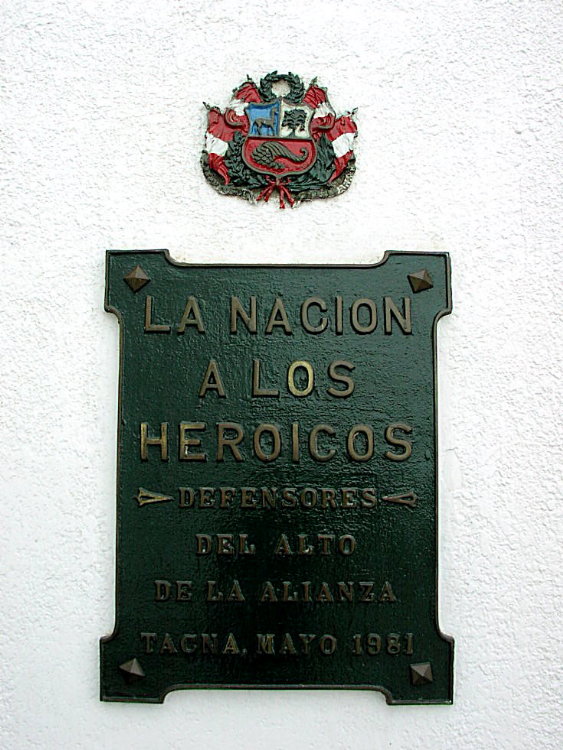 LA NACION
A LOS
HEROICOS
DEFENSORES
DEL ALTO
DE LA ALIANZA
TACNA, MAYO 1981